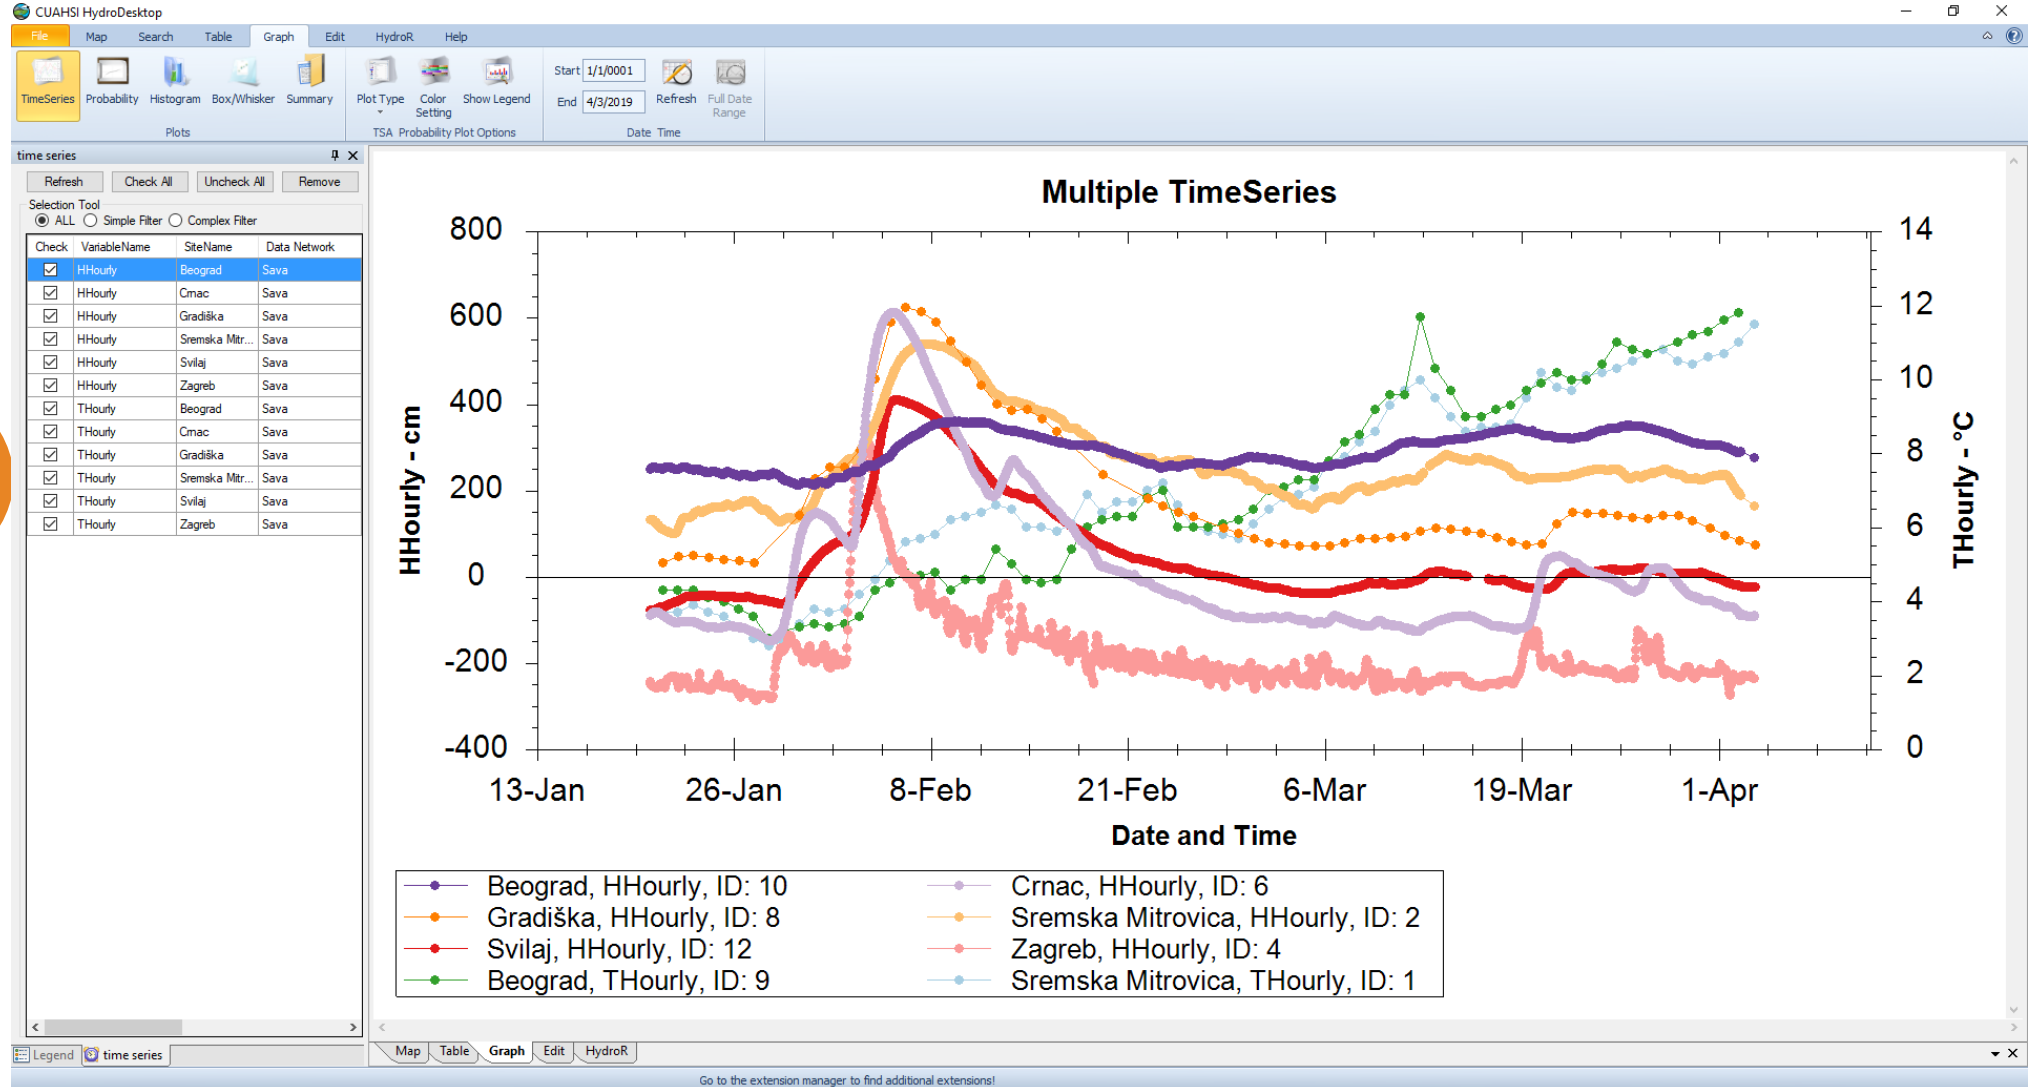 CUAHSI HydroDesktop
File Map Search Table Graph Edit HydroR Help
TimeSeries Probability Histogram Box/Whisker Summary
Plots
Plot Type Color Setting Show Legend
TSA Probability Plot Options
Start 1/1/0001
End 4/3/2019
Refresh Full Date Range
Date Time
time series
Refresh Check All Uncheck All Remove
Selection Tool
ALL Simple Filter Complex Filter
Check VariableName SiteName Data Network
HHourly Beograd Sava
HHourly Crnac Sava
HHourly Gradiška Sava
HHourly Sremska Mitr... Sava
HHourly Svilaj Sava
HHourly Zagreb Sava
THourly Beograd Sava
THourly Crnac Sava
THourly Gradiška Sava
THourly Sremska Mitr... Sava
THourly Svilaj Sava
THourly Zagreb Sava
Legend time series
Multiple TimeSeries
HHourly - cm
800
600
400
200
0
-200
-400
THourly - °C
14
12
10
8
6
4
2
0
13-Jan 26-Jan 8-Feb 21-Feb 6-Mar 19-Mar 1-Apr
Date and Time
Beograd, HHourly, ID: 10 Crnac, HHourly, ID: 6
Gradiška, HHourly, ID: 8 Sremska Mitrovica, HHourly, ID: 2
Svilaj, HHourly, ID: 12 Zagreb, HHourly, ID: 4
Beograd, THourly, ID: 9 Sremska Mitrovica, THourly, ID: 1
Map Table Graph Edit HydroR
Go to the extension manager to find additional extensions!